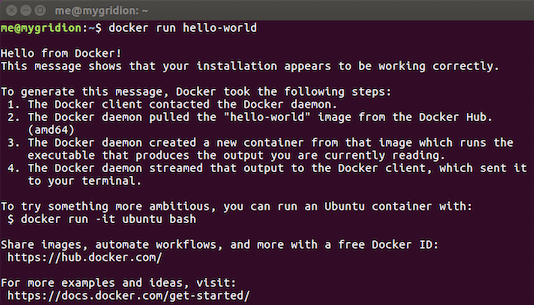 me@mygridion: ~
me@mygridion:~$ docker run hello-world
Hello from Docker!
This message shows that your installation appears to be working correctly.
To generate this message, Docker took the following steps:
1. The Docker client contacted the Docker daemon.
2. The Docker daemon pulled the "hello-world" image from the Docker Hub.
(amd64)
3. The Docker daemon created a new container from that image which runs the
executable that produces the output you are currently reading.
4. The Docker daemon streamed that output to the Docker client, which sent it
to your terminal.
To try something more ambitious, you can run an Ubuntu container with:
$ docker run -it ubuntu bash
Share images, automate workflows, and more with a free Docker ID:
https://hub.docker.com/
For more examples and ideas, visit:
https://docs.docker.com/get-started/